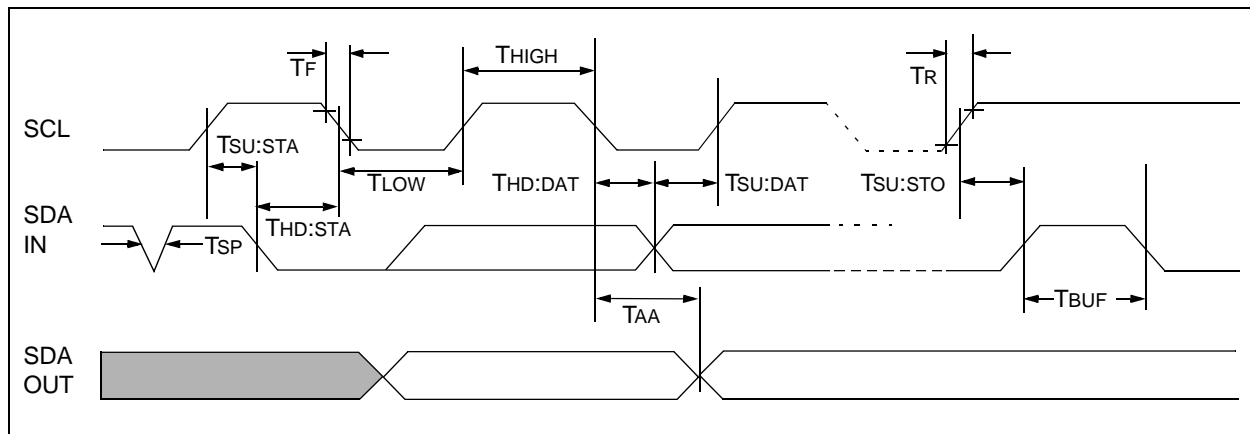 TF
THIGH
TR
SCL
TSU:STA
TLOW
THD:DAT
TSU:DAT
TSU:STO
SDA
IN
TSP
THD:STA
TBUF
TAA
SDA
OUT